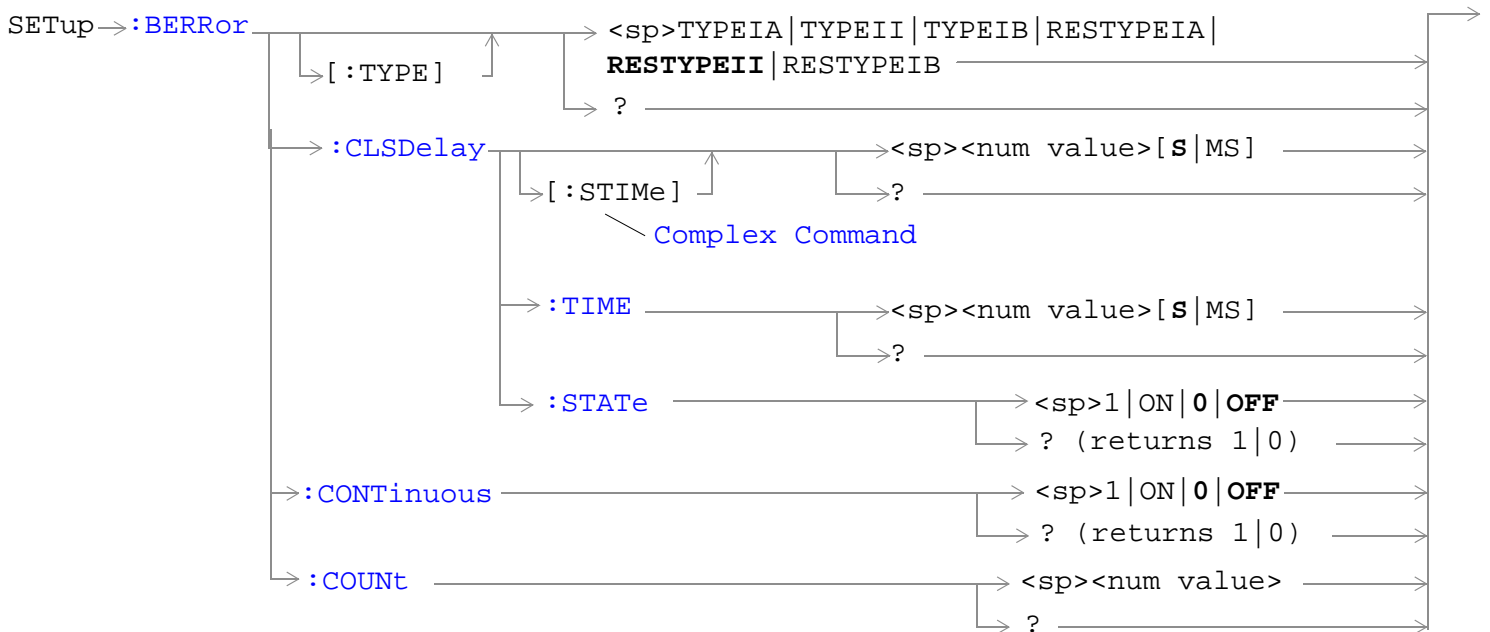 SETup :BERRor <sp>TYPEIA|TYPEII|TYPEIB|RESTYPEIA|
[:TYPE] RESTYPEII|RESTYPEIB
?
:CLSDelay <sp><num value>[S|MS]
[:STIMe] ?
Complex Command
:TIME <sp><num value>[S|MS]
?
:STATe <sp>1|ON|0|OFF
? (returns 1|0)
:CONTinuous <sp>1|ON|0|OFF
? (returns 1|0)
:COUNt <sp><num value>
?